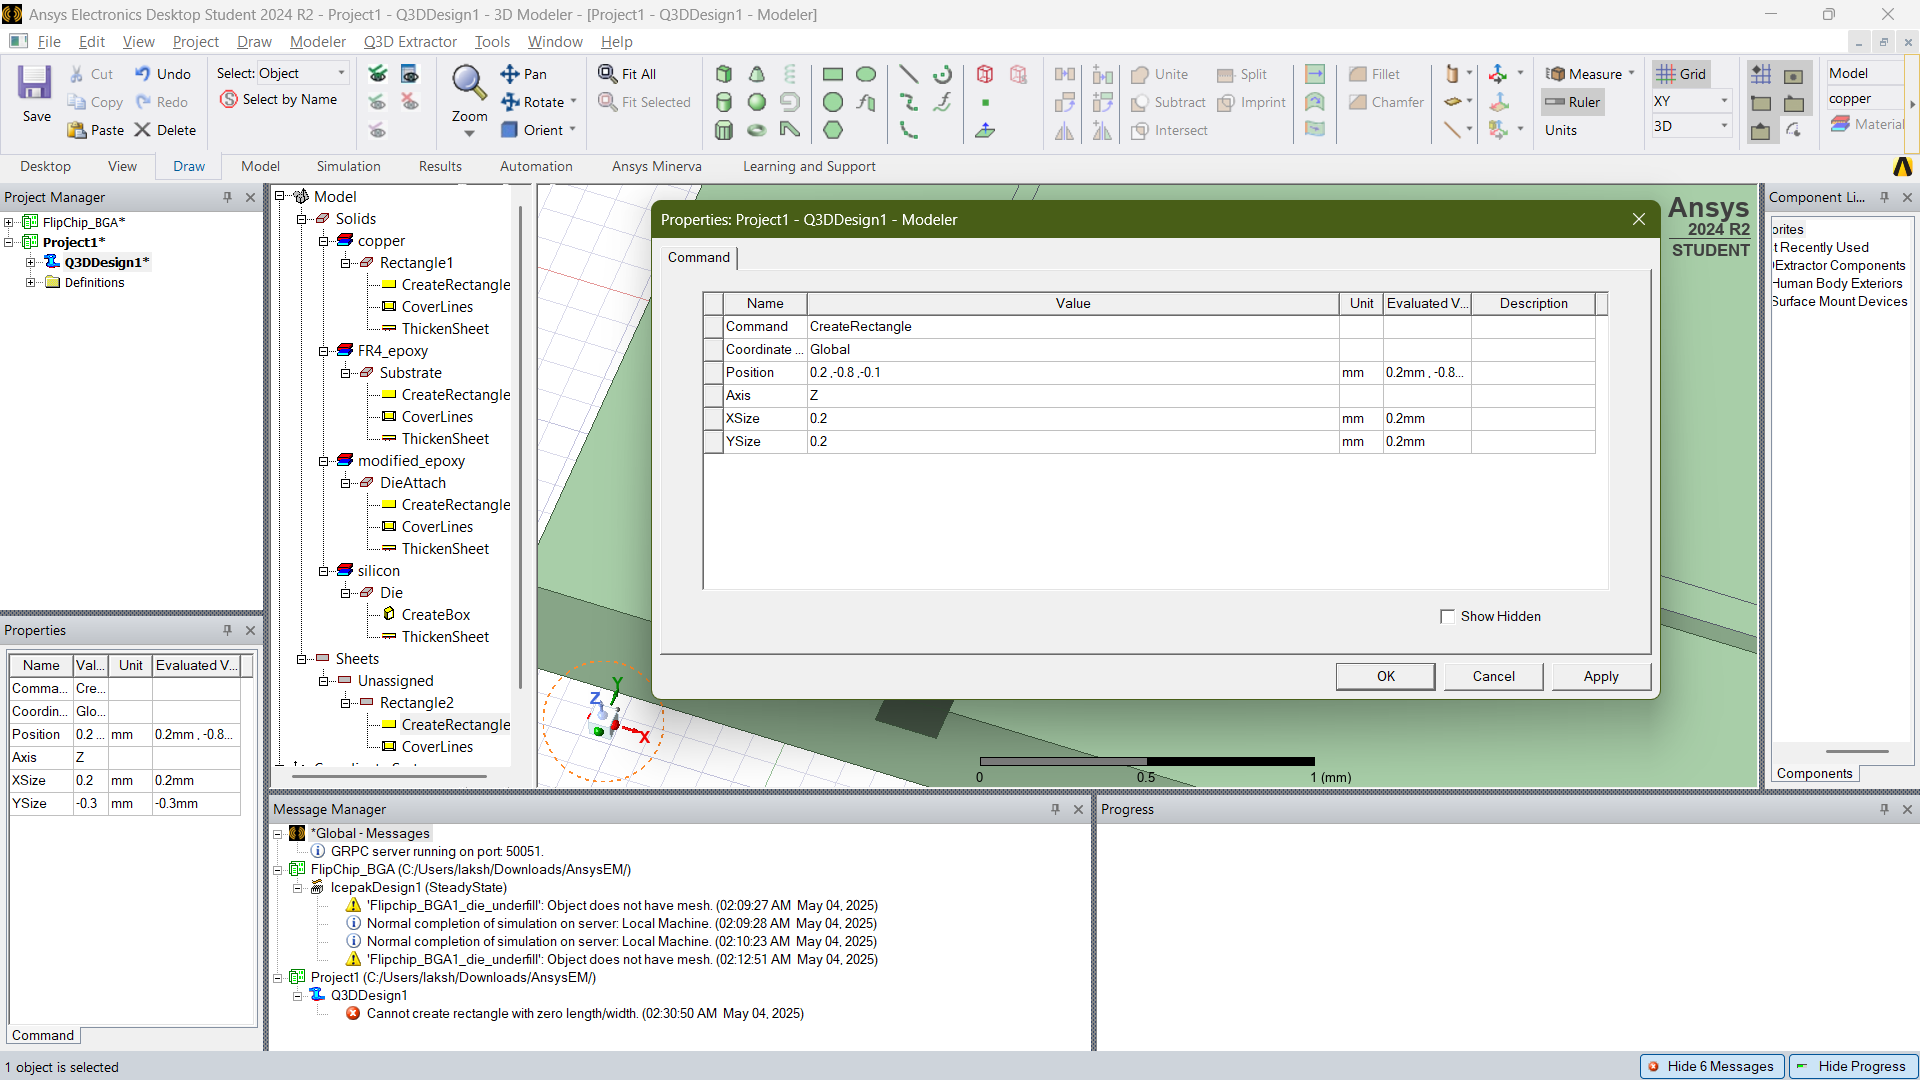 Ansys Electronics Desktop Student 2024 R2 - Project1 - Q3DDesign1 - 3D Modeler - [Project1 - Q3DDesign1 - Modeler]
File Edit View Project Draw Modeler Q3D Extractor Tools Window Help
Save
Cut
Copy
Paste
Undo
Redo
Delete
Select: Object
Select by Name
Zoom
Pan
Rotate
Orient
Fit All
Fit Selected
Unite
Subtract
Intersect
Split
Imprint
Fillet
Chamfer
Measure
Ruler
Units
Grid
XY
3D
Model
copper
Material
Desktop View Draw Model Simulation Results Automation Ansys Minerva Learning and Support
Project Manager
FlipChip_BGA*
Project1*
Q3DDesign1*
Definitions
Properties
Name Val... Unit Evaluated V...
Comma... Cre...
Coordin... Glo...
Position 0.2 ... mm 0.2mm , -0.8...
Axis Z
XSize 0.2 mm 0.2mm
YSize -0.3 mm -0.3mm
Command
Model
Solids
copper
Rectangle1
CreateRectangle
CoverLines
ThickenSheet
FR4_epoxy
Substrate
CreateRectangle
CoverLines
ThickenSheet
modified_epoxy
DieAttach
CreateRectangle
CoverLines
ThickenSheet
silicon
Die
CreateBox
ThickenSheet
Sheets
Unassigned
Rectangle2
CreateRectangle
CoverLines
Properties: Project1 - Q3DDesign1 - Modeler
Command
Name Value Unit Evaluated V... Description
Command CreateRectangle
Coordinate ... Global
Position 0.2 ,-0.8 ,-0.1 mm 0.2mm , -0.8...
Axis Z
XSize 0.2 mm 0.2mm
YSize 0.2 mm 0.2mm
Show Hidden
OK Cancel Apply
Ansys
2024 R2
STUDENT
Z Y X
0 0.5 1 (mm)
Component Li...
orites
t Recently Used
Extractor Components
Human Body Exteriors
Surface Mount Devices
Components
Message Manager
*Global - Messages
GRPC server running on port: 50051.
FlipChip_BGA (C:/Users/laksh/Downloads/AnsysEM/)
IcepakDesign1 (SteadyState)
'Flipchip_BGA1_die_underfill': Object does not have mesh. (02:09:27 AM May 04, 2025)
Normal completion of simulation on server: Local Machine. (02:09:28 AM May 04, 2025)
Normal completion of simulation on server: Local Machine. (02:10:23 AM May 04, 2025)
'Flipchip_BGA1_die_underfill': Object does not have mesh. (02:12:51 AM May 04, 2025)
Project1 (C:/Users/laksh/Downloads/AnsysEM/)
Q3DDesign1
Cannot create rectangle with zero length/width. (02:30:50 AM May 04, 2025)
Progress
1 object is selected
Hide 6 Messages
Hide Progress